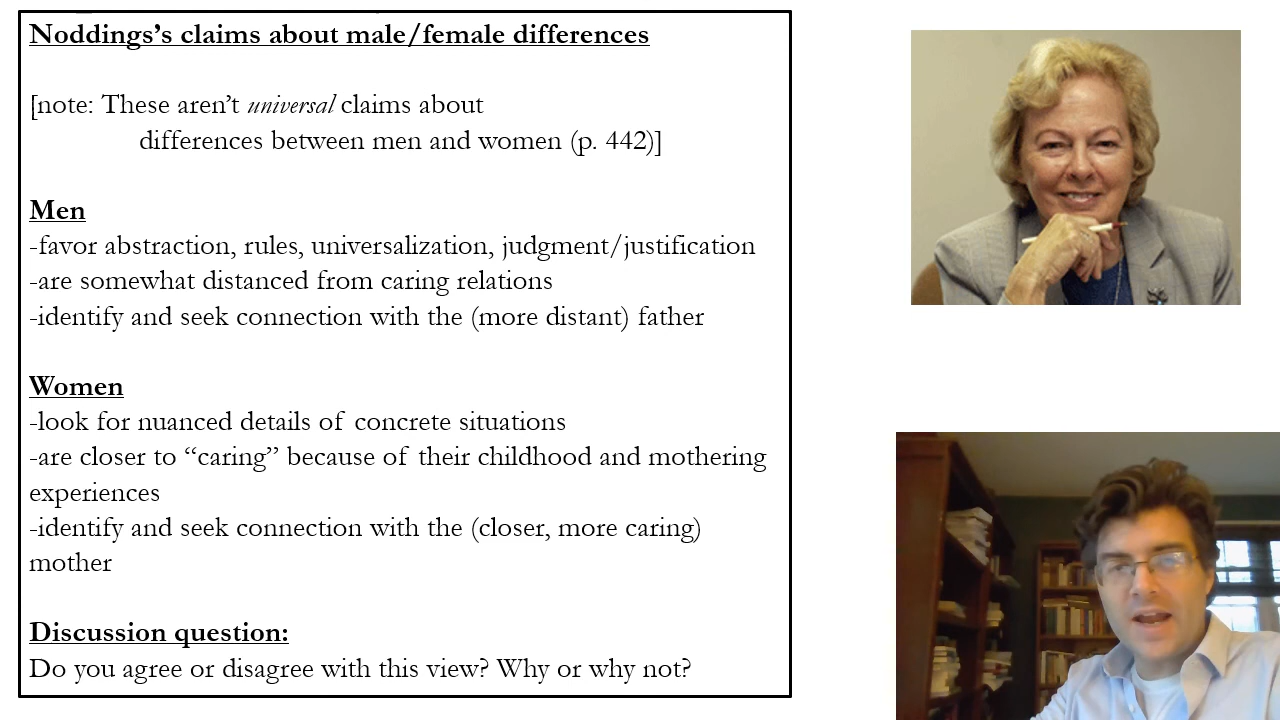 Noddings's claims about male/female differences
[note: These aren't universal claims about
differences between men and women (p. 442)]
Men
-favor abstraction, rules, universalization, judgment/justification
-are somewhat distanced from caring relations
-identify and seek connection with the (more distant) father
Women
-look for nuanced details of concrete situations
-are closer to “caring” because of their childhood and mothering
experiences
-identify and seek connection with the (closer, more caring)
mother
Discussion question:
Do you agree or disagree with this view? Why or why not?